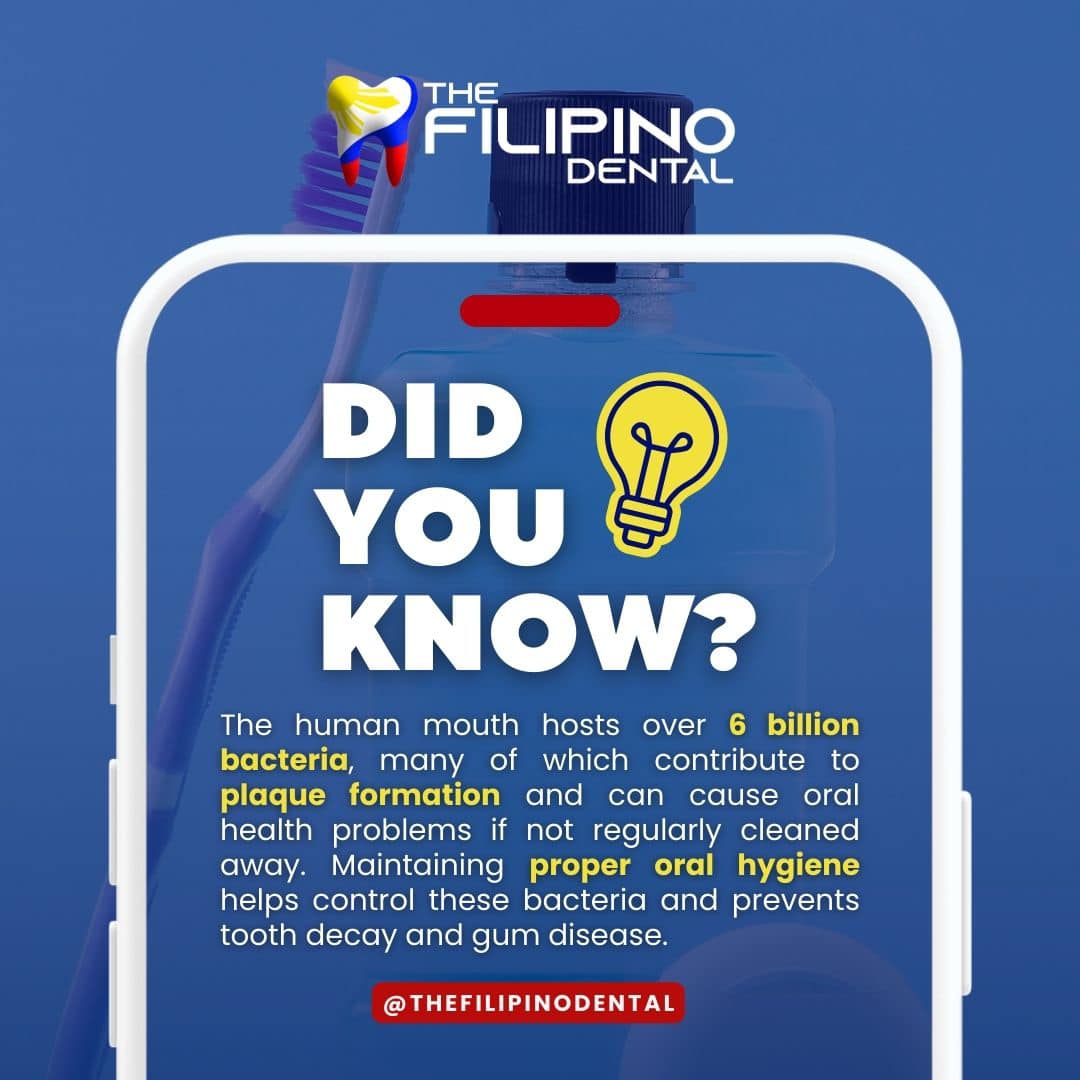 THE
FILIPINO
DENTAL
DID
YOU
KNOW?
The human mouth hosts over 6 billion
bacteria, many of which contribute to
plaque formation and can cause oral
health problems if not regularly cleaned
away. Maintaining proper oral hygiene
helps control these bacteria and prevents
tooth decay and gum disease.
@THEFILIPINODENTAL